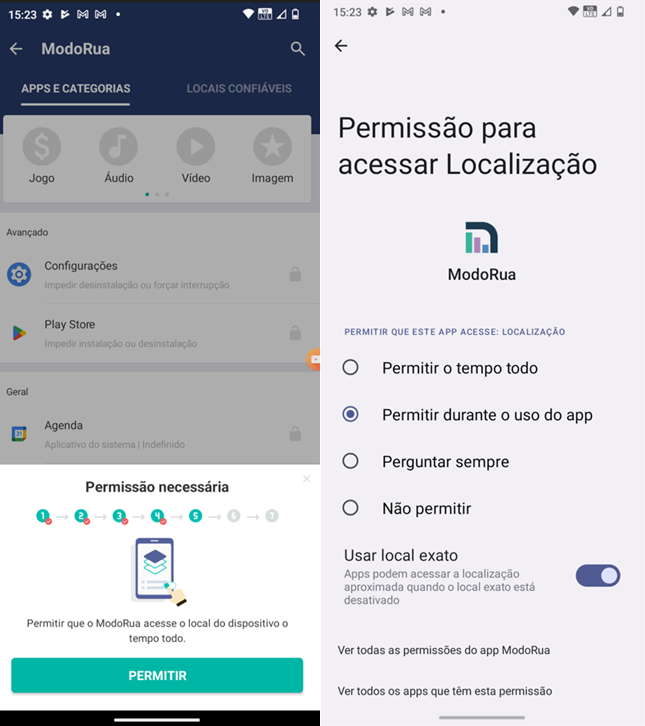 15:23
ModoRua
APPS E CATEGORIAS
LOCAIS CONFIÁVEIS
Jogo
Áudio
Vídeo
Imagem
Avançado
Configurações
Impedir desinstalação ou forçar interrupção
Play Store
Impedir instalação ou desinstalação
Geral
Agenda
Aplicativo do sistema | Indefinido
Permissão necessária
1 2 3 4 5 6 7
Permitir que o ModoRua acesse o local do dispositivo o
tempo todo.
PERMITIR
15:23
Permissão para
acessar Localização
ModoRua
PERMITIR QUE ESTE APP ACESSE: LOCALIZAÇÃO
Permitir o tempo todo
Permitir durante o uso do app
Perguntar sempre
Não permitir
Usar local exato
Apps podem acessar a localização
aproximada quando o local exato está
desativado
Ver todas as permissões do app ModoRua
Ver todos os apps que têm esta permissão